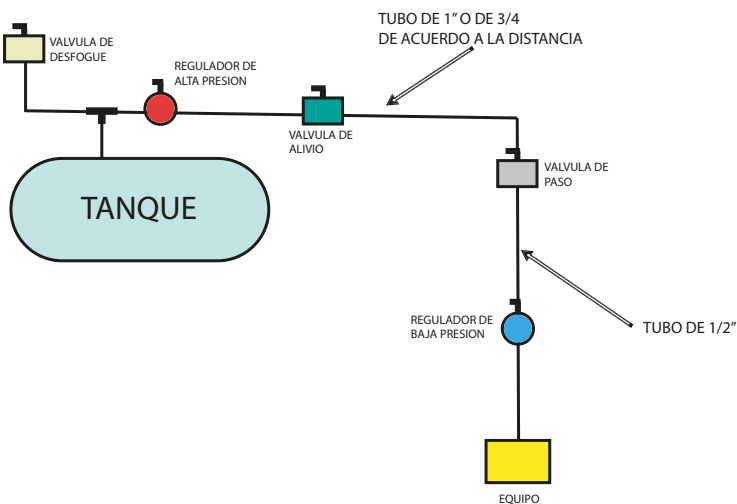 TUBO DE 1” O DE 3/4
DE ACUERDO A LA DISTANCIA
VALVULA DE
DESFOGUE
REGULADOR DE
ALTA PRESION
VALVULA DE
ALIVIO
VALVULA DE
PASO
TANQUE
REGULADOR DE
BAJA PRESION
TUBO DE 1/2”
EQUIPO